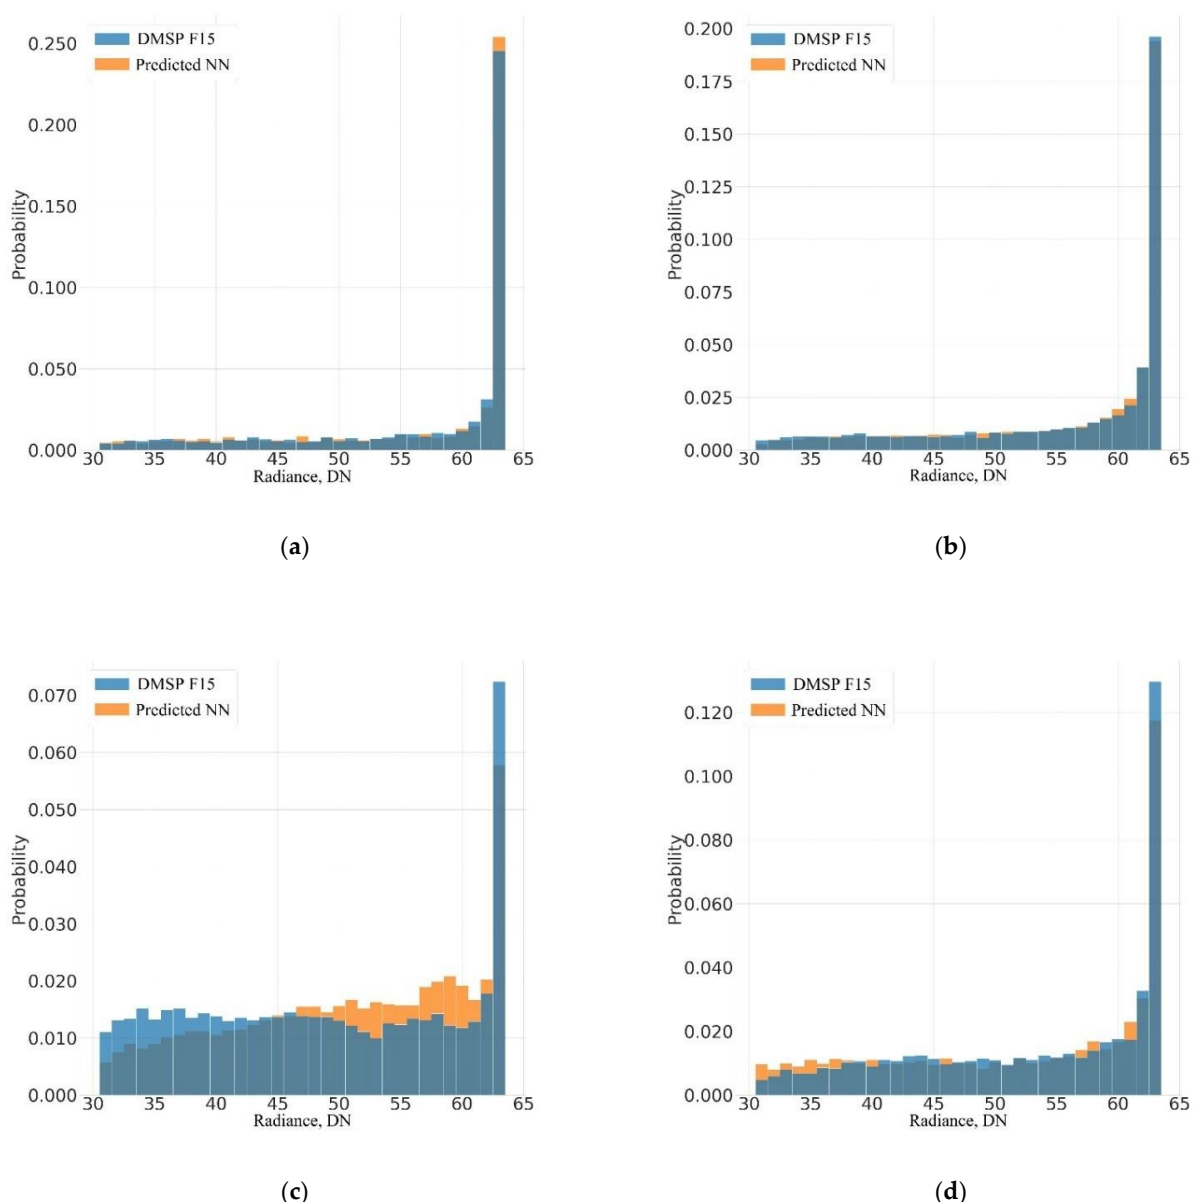 DMSP F15
Predicted NN
0.250
0.200
0.150
0.100
0.050
0.000
Probability
30 35 40 45 50 55 60 65
Radiance, DN
(a)
DMSP F15
Predicted NN
0.200
0.175
0.150
0.125
0.100
0.075
0.050
0.025
0.000
Probability
30 35 40 45 50 55 60 65
Radiance, DN
(b)
DMSP F15
Predicted NN
0.070
0.060
0.050
0.040
0.030
0.020
0.010
0.000
Probability
30 35 40 45 50 55 60 65
Radiance, DN
(c)
DMSP F15
Predicted NN
0.120
0.100
0.080
0.060
0.040
0.020
0.000
Probability
30 35 40 45 50 55 60 65
Radiance, DN
(d)